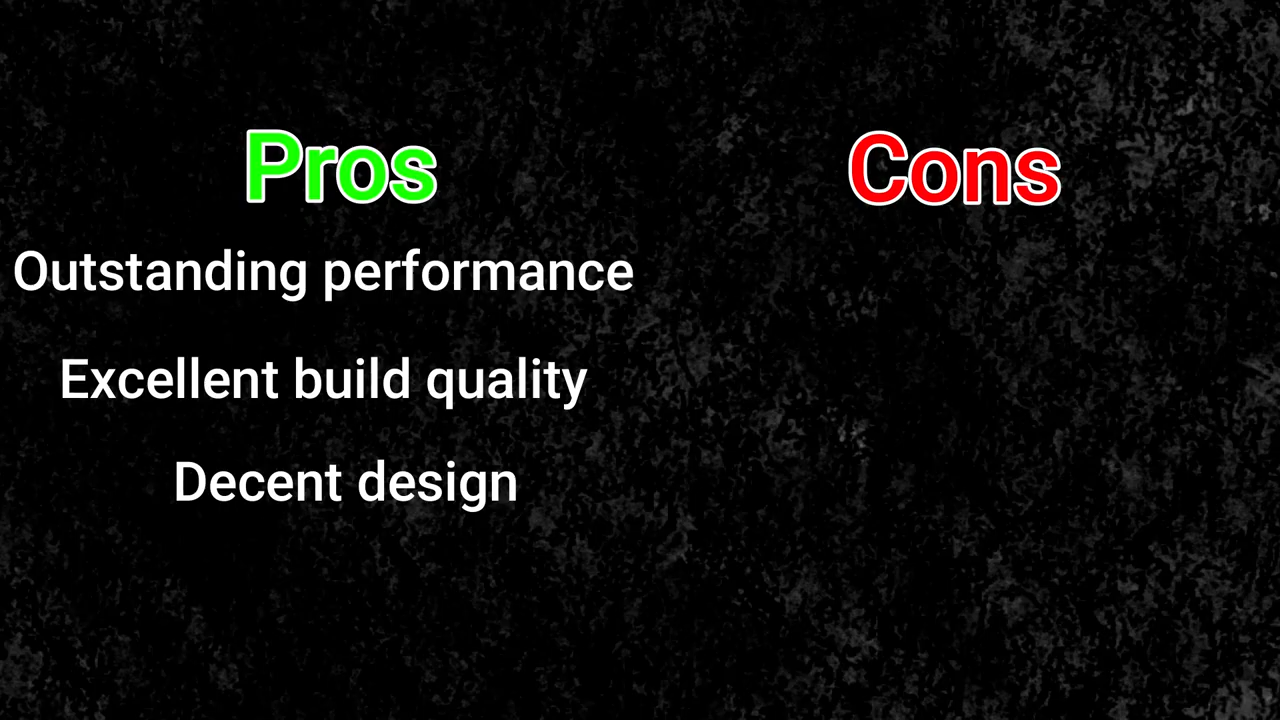 Pros
Cons
Outstanding performance
Excellent build quality
Decent design